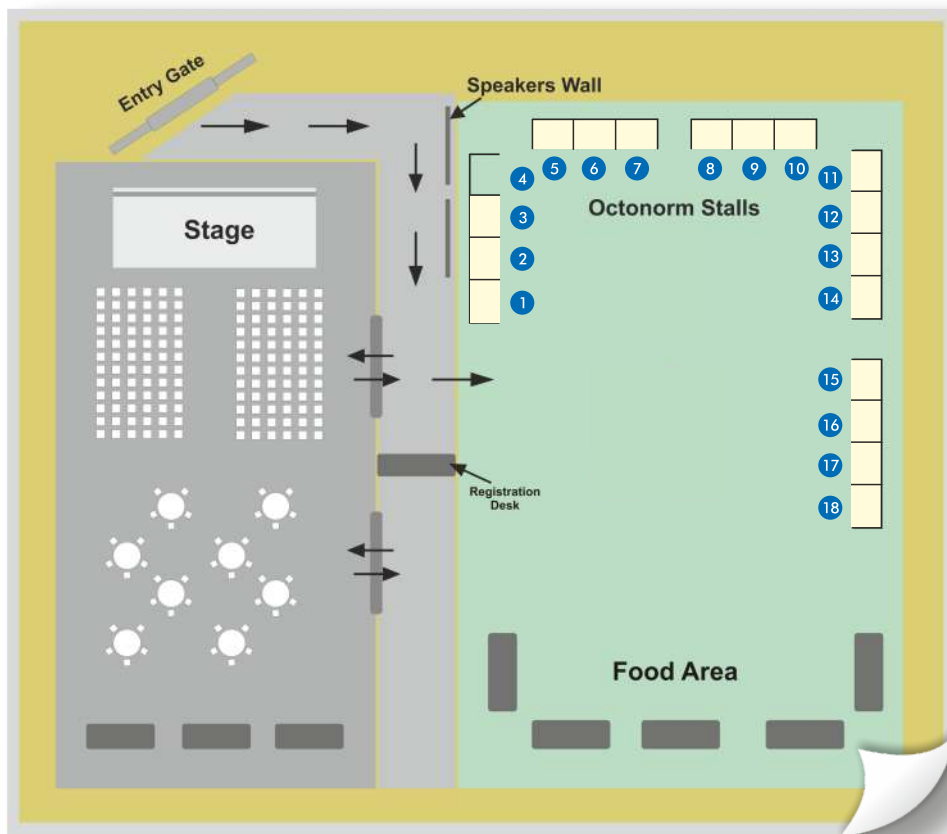 Entry Gate
Speakers Wall
5 6 7 8 9 10
4
3
2
1
11
12
13
14
Octonorm Stalls
Stage
15
16
17
18
Registration
Desk
Food Area